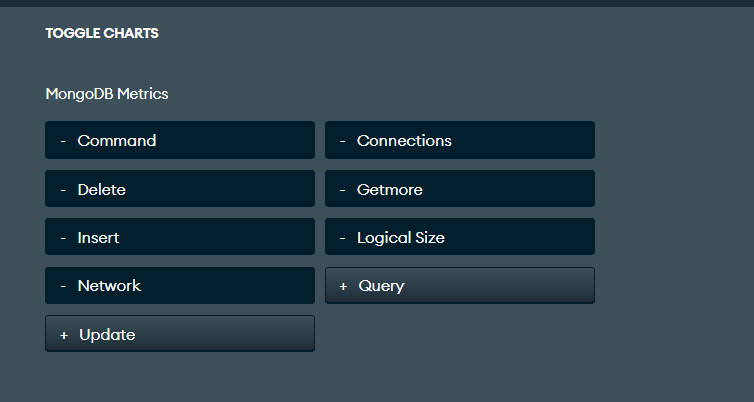 TOGGLE CHARTS
MongoDB Metrics
- Command
- Connections
- Delete
- Getmore
- Insert
- Logical Size
- Network
+ Query
+ Update